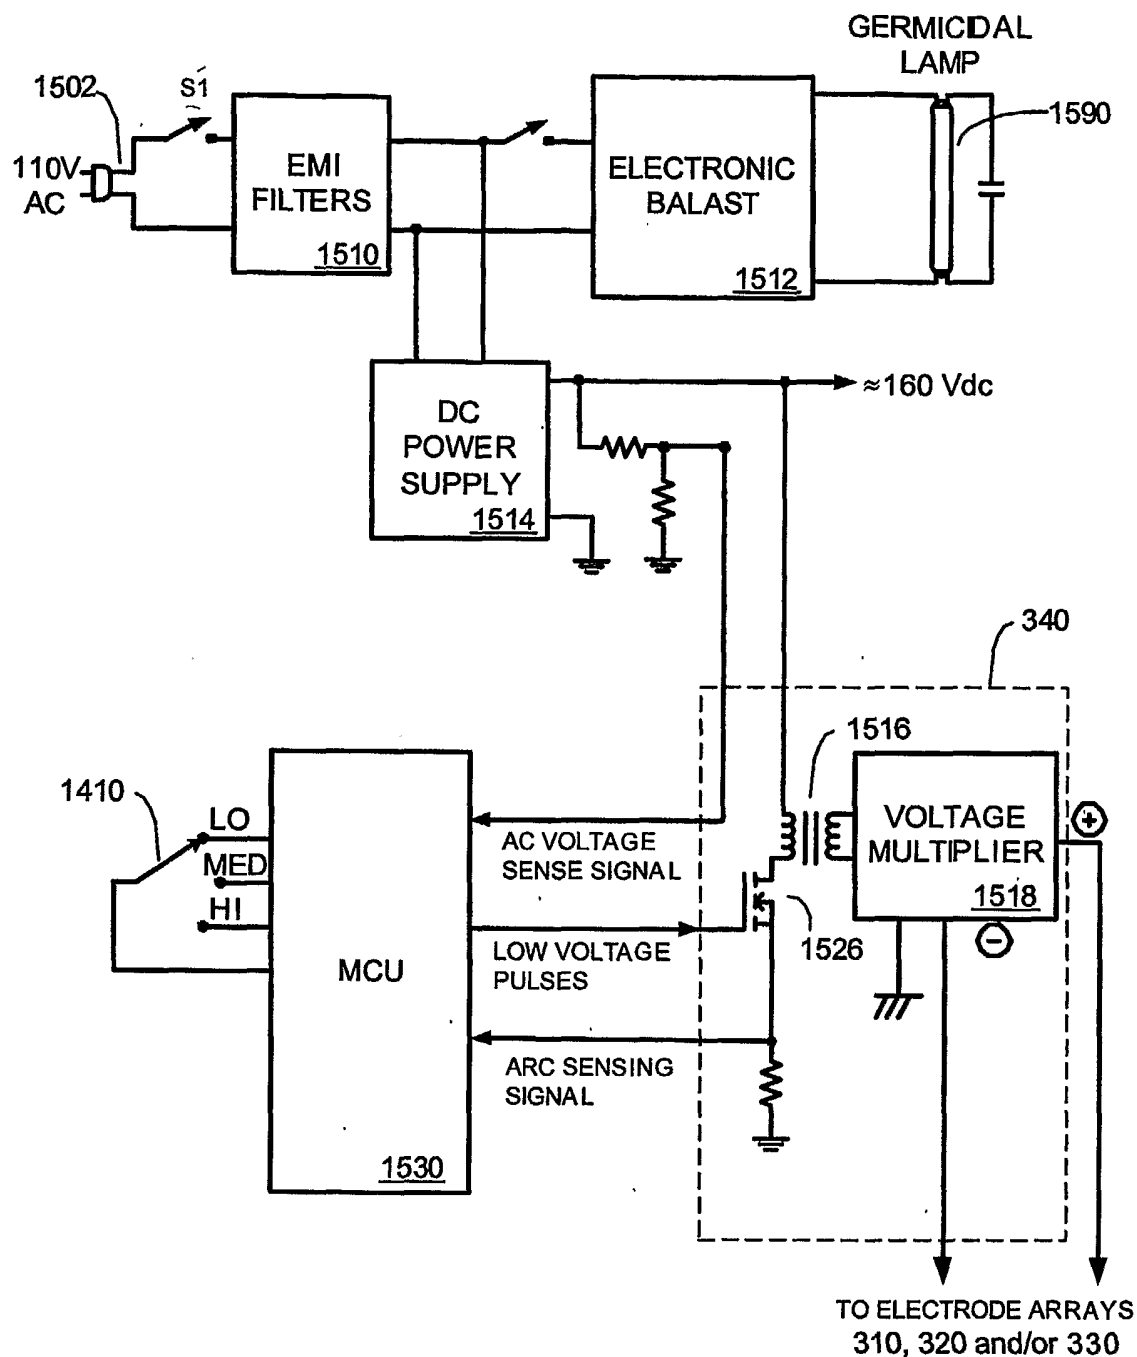 GERMICIDAL
LAMP
1502
S1
1590
110V
AC
EMI
FILTERS
1510
ELECTRONIC
BALAST
1512
≈160 Vdc
DC
POWER
SUPPLY
1514
340
1516
1410
LO
MED
HI
AC VOLTAGE
SENSE SIGNAL
VOLTAGE
MULTIPLIER
1518
+
−
1526
MCU
LOW VOLTAGE
PULSES
ARC SENSING
SIGNAL
1530
TO ELECTRODE ARRAYS
310, 320 and/or 330